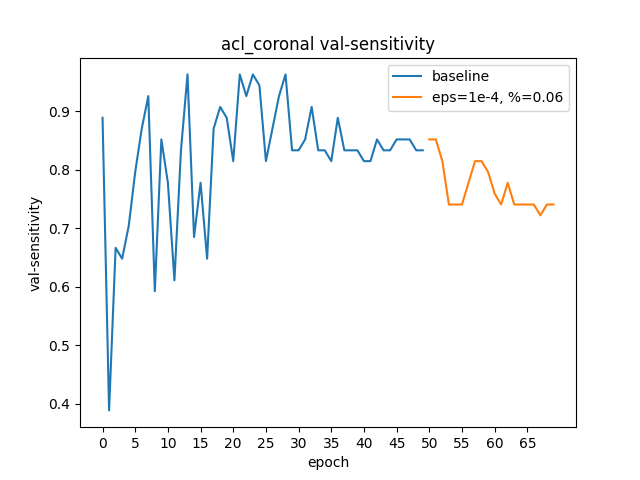 acl_coronal val-sensitivity
baseline
eps=1e-4, %=0.06
val-sensitivity
0.9
0.8
0.7
0.6
0.5
0.4
0 5 10 15 20 25 30 35 40 45 50 55 60 65
epoch